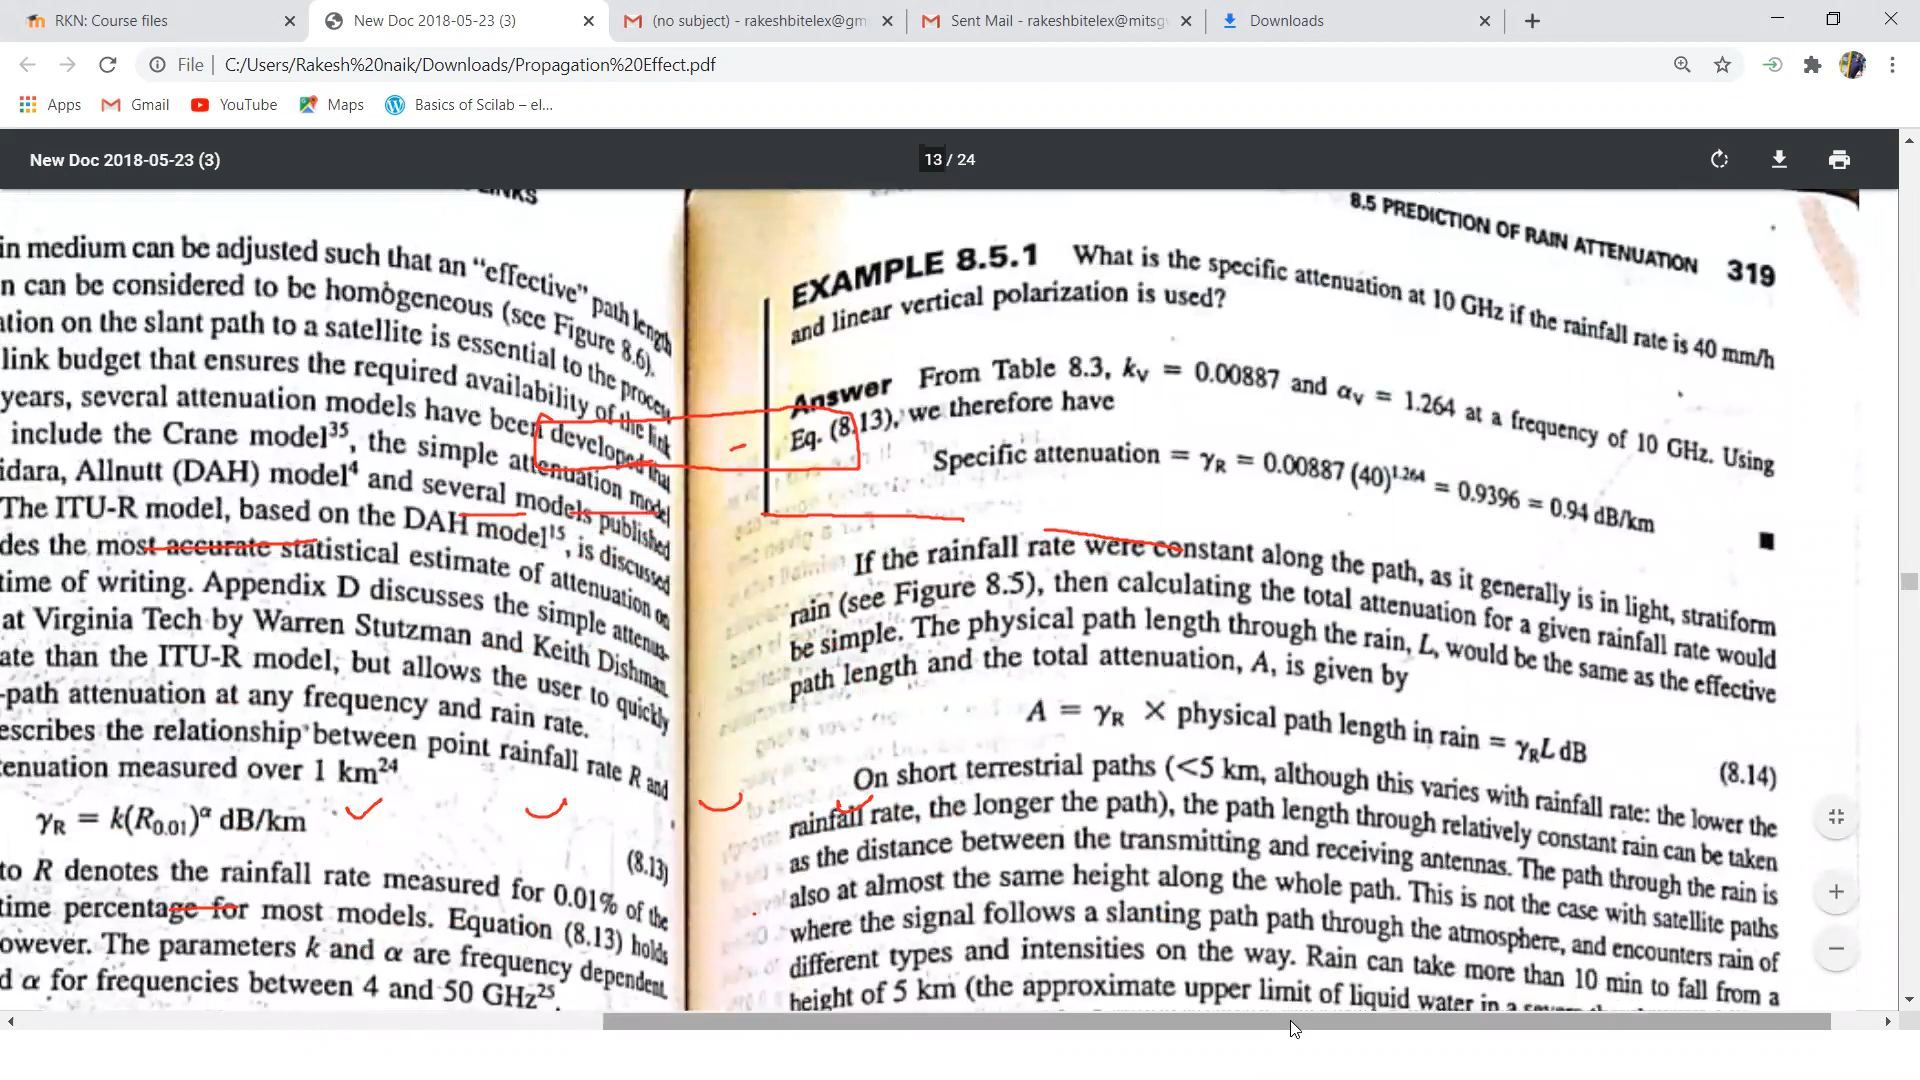 RKN: Course files
New Doc 2018-05-23 (3)
(no subject) - rakeshbitelex@gm
Sent Mail - rakeshbitelex@mitsg
Downloads
File C:/Users/Rakesh%20naik/Downloads/Propagation%20Effect.pdf
Apps Gmail YouTube Maps Basics of Scilab – el...
New Doc 2018-05-23 (3)
13 / 24
LINKS
in medium can be adjusted such that an “effective” path length
n can be considered to be homogeneous (see Figure 8.6).
ation on the slant path to a satellite is essential to the process
link budget that ensures the required availability of the link
years, several attenuation models have been developed that
include the Crane model35, the simple attenuation model
idara, Allnutt (DAH) model4 and several models published
The ITU-R model, based on the DAH model15, is discussed
des the most accurate statistical estimate of attenuation on
time of writing. Appendix D discusses the simple attenua-
at Virginia Tech by Warren Stutzman and Keith Dishman.
ate than the ITU-R model, but allows the user to quickly
-path attenuation at any frequency and rain rate.
escribes the relationship between point rainfall rate R and
tenuation measured over 1 km24
γR = k(R0.01)α dB/km
(8.13)
to R denotes the rainfall rate measured for 0.01% of the
time percentage for most models. Equation (8.13) holds
owever. The parameters k and α are frequency dependent.
d α for frequencies between 4 and 50 GHz25.
8.5 PREDICTION OF RAIN ATTENUATION 319
EXAMPLE 8.5.1 What is the specific attenuation at 10 GHz if the rainfall rate is 40 mm/h
and linear vertical polarization is used?
Answer From Table 8.3, kv = 0.00887 and αv = 1.264 at a frequency of 10 GHz. Using
Eq. (8.13), we therefore have
Specific attenuation = γR = 0.00887 (40)1.264 = 0.9396 = 0.94 dB/km
If the rainfall rate were constant along the path, as it generally is in light, stratiform
rain (see Figure 8.5), then calculating the total attenuation for a given rainfall rate would
be simple. The physical path length through the rain, L, would be the same as the effective
path length and the total attenuation, A, is given by
A = γR × physical path length in rain = γRL dB
(8.14)
On short terrestrial paths (<5 km, although this varies with rainfall rate: the lower the
rainfall rate, the longer the path), the path length through relatively constant rain can be taken
as the distance between the transmitting and receiving antennas. The path through the rain is
also at almost the same height along the whole path. This is not the case with satellite paths
where the signal follows a slanting path path through the atmosphere, and encounters rain of
different types and intensities on the way. Rain can take more than 10 min to fall from a
height of 5 km (the approximate upper limit of liquid water in a